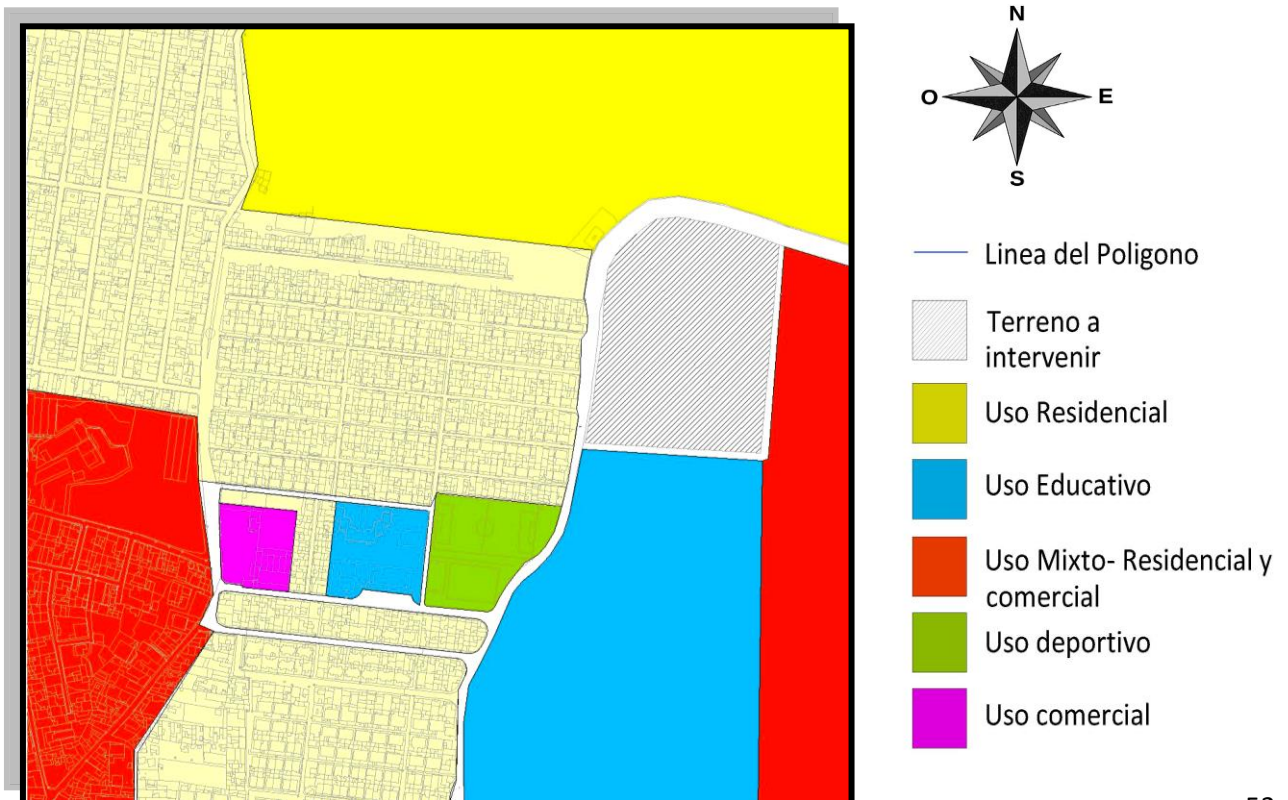 N
O
E
S
Linea del Poligono
Terreno a
intervenir
Uso Residencial
Uso Educativo
Uso Mixto- Residencial y
comercial
Uso deportivo
Uso comercial